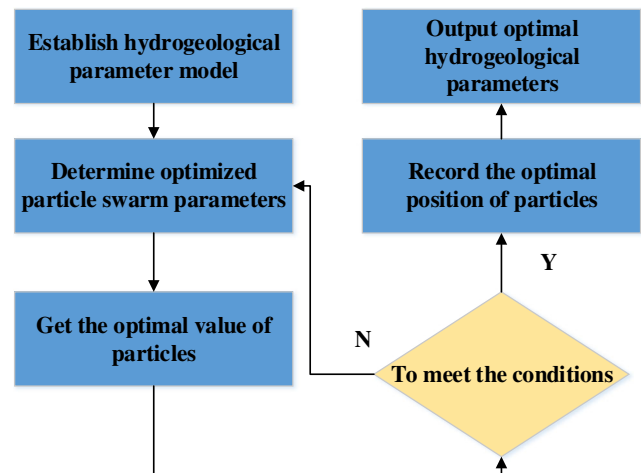 Establish hydrogeological
parameter model
Determine optimized
particle swarm parameters
Get the optimal value of
particles
Output optimal
hydrogeological
parameters
Record the optimal
position of particles
Y
N
To meet the conditions